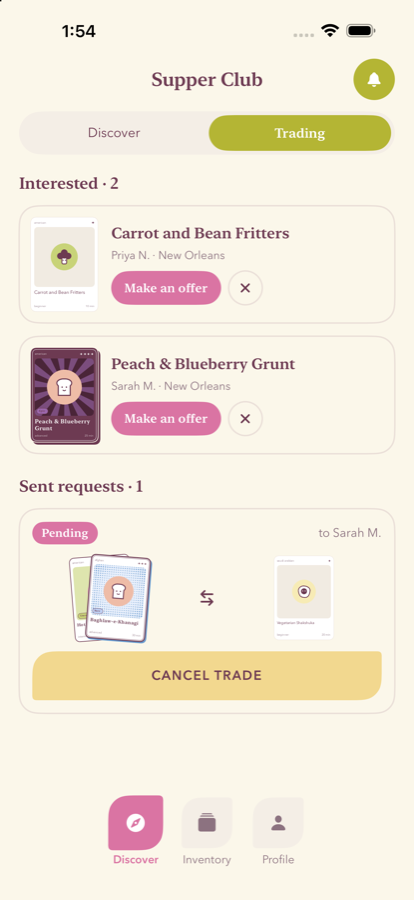 1:54
Supper Club
Discover
Trading
Interested · 2
Carrot and Bean Fritters
Carrot and Bean Fritters
Priya N. · New Orleans
Make an offer
Peach & Blueberry Grunt
Peach & Blueberry
Grunt
Sarah M. · New Orleans
Make an offer
Sent requests · 1
Pending
to Sarah M.
CANCEL TRADE
Discover
Inventory
Profile